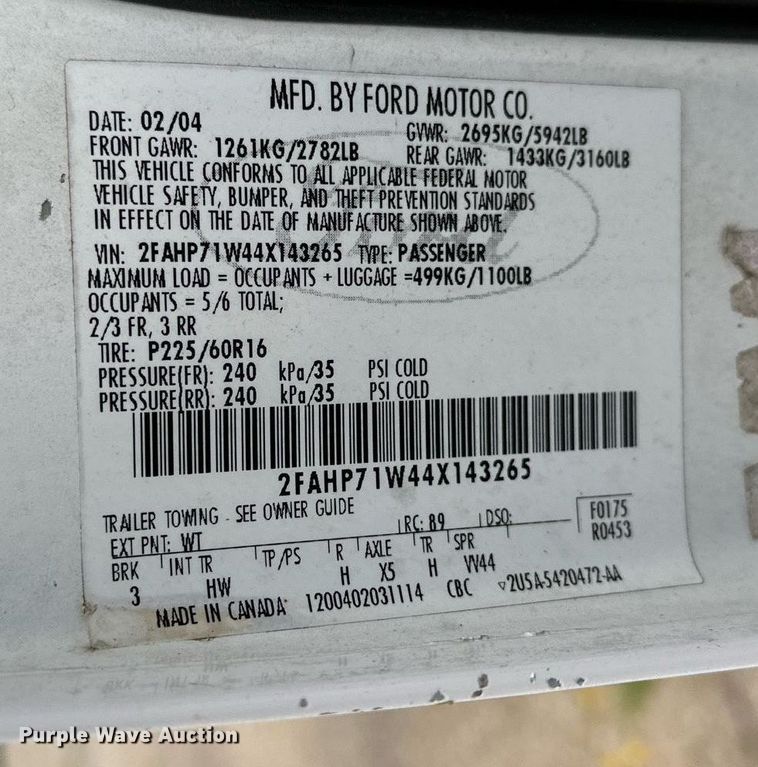 MFD. BY FORD MOTOR CO.
DATE: 02/04 GVWR: 2695KG/5942LB
FRONT GAWR: 1261KG/2782LB REAR GAWR: 1433KG/3160LB
THIS VEHICLE CONFORMS TO ALL APPLICABLE FEDERAL MOTOR
VEHICLE SAFETY, BUMPER, AND THEFT PREVENTION STANDARDS
IN EFFECT ON THE DATE OF MANUFACTURE SHOWN ABOVE.
VIN: 2FAHP71W44X143265 TYPE: PASSENGER
MAXIMUM LOAD = OCCUPANTS + LUGGAGE =499KG/1100LB
OCCUPANTS = 5/6 TOTAL;
2/3 FR, 3 RR
TIRE: P225/60R16
PRESSURE(FR): 240 kPa/35 PSI COLD
PRESSURE(RR): 240 kPa/35 PSI COLD
2FAHP71W44X143265
TRAILER TOWING - SEE OWNER GUIDE
F0175
EXT PNT: WT RC: 89 DSO: R0453
BRK INT TR TP/PS R AXLE TR SPR
3 HW H X5 H VV44
MADE IN CANADA 1200402031114 CBC 2U5A-5420472-AA
Purple Wave Auction